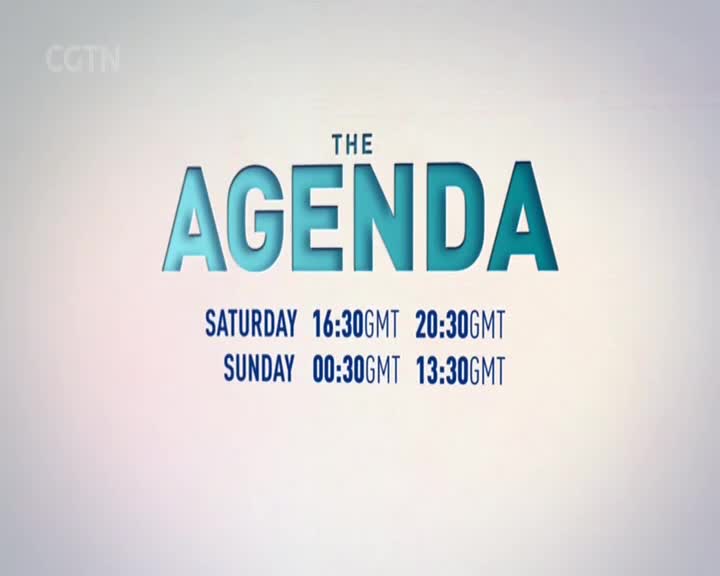 CGTN
THE
AGENDA
SATURDAY 16:30GMT 20:30GMT
SUNDAY 00:30GMT 13:30GMT